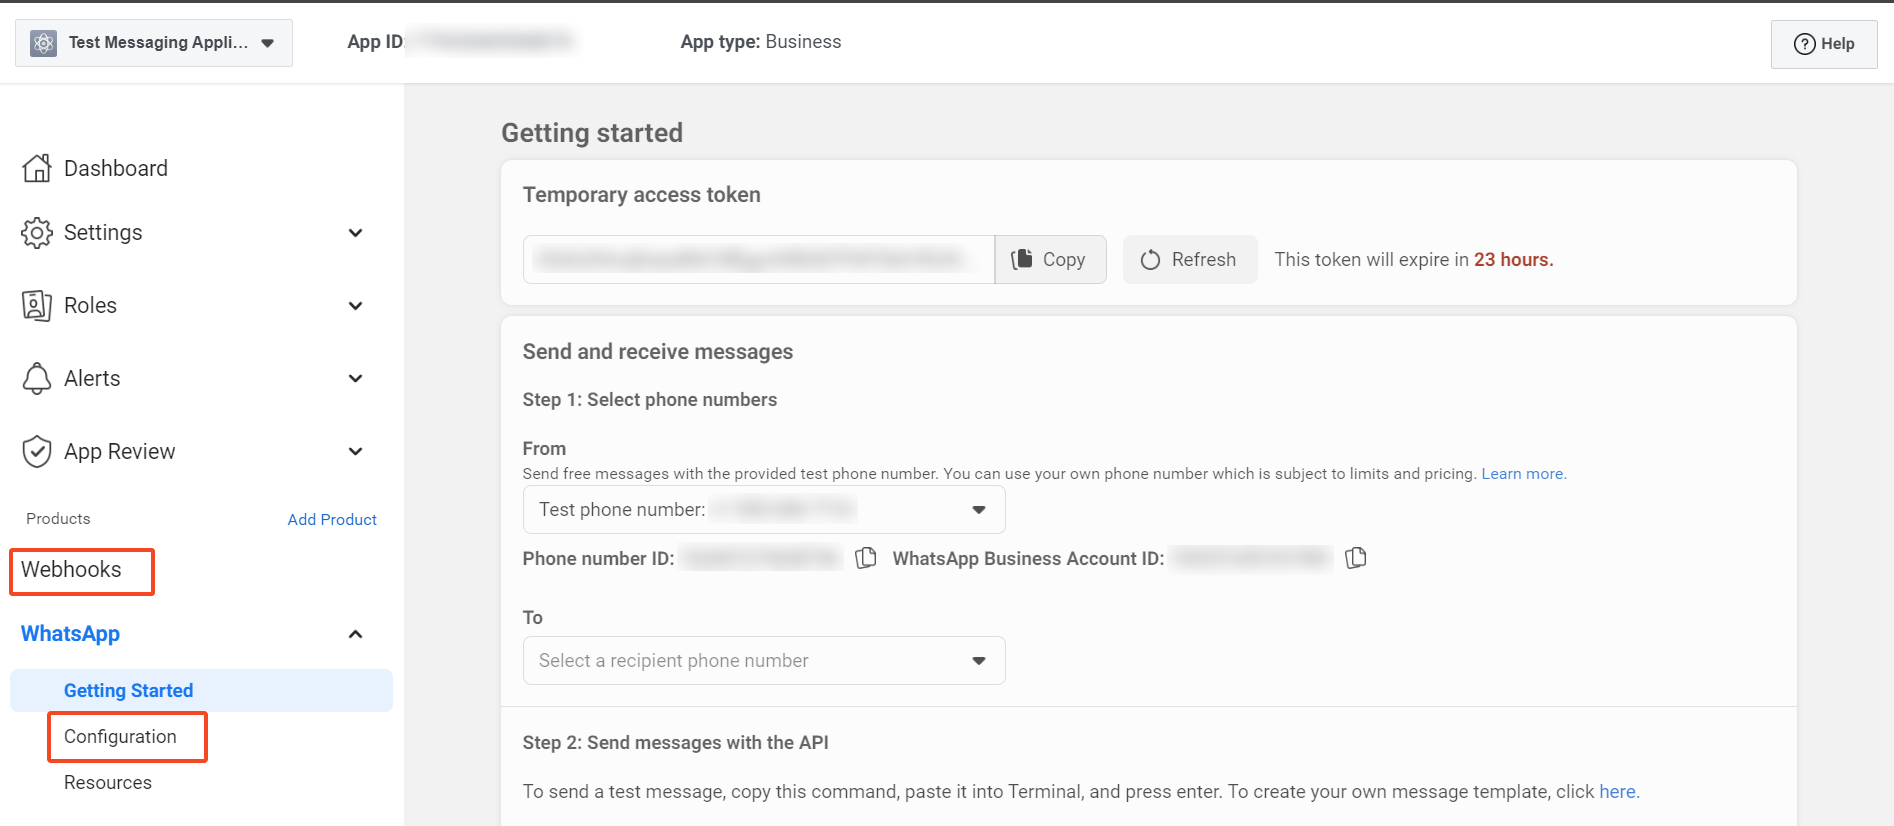 Test Messaging Appli...
App ID:
App type: Business
Help
Dashboard
Settings
Roles
Alerts
App Review
Products
Add Product
Webhooks
WhatsApp
Getting Started
Configuration
Resources
Getting started
Temporary access token
Copy
Refresh
This token will expire in 23 hours.
Send and receive messages
Step 1: Select phone numbers
From
Send free messages with the provided test phone number. You can use your own phone number which is subject to limits and pricing. Learn more.
Test phone number:
Phone number ID:
WhatsApp Business Account ID:
To
Select a recipient phone number
Step 2: Send messages with the API
To send a test message, copy this command, paste it into Terminal, and press enter. To create your own message template, click here.